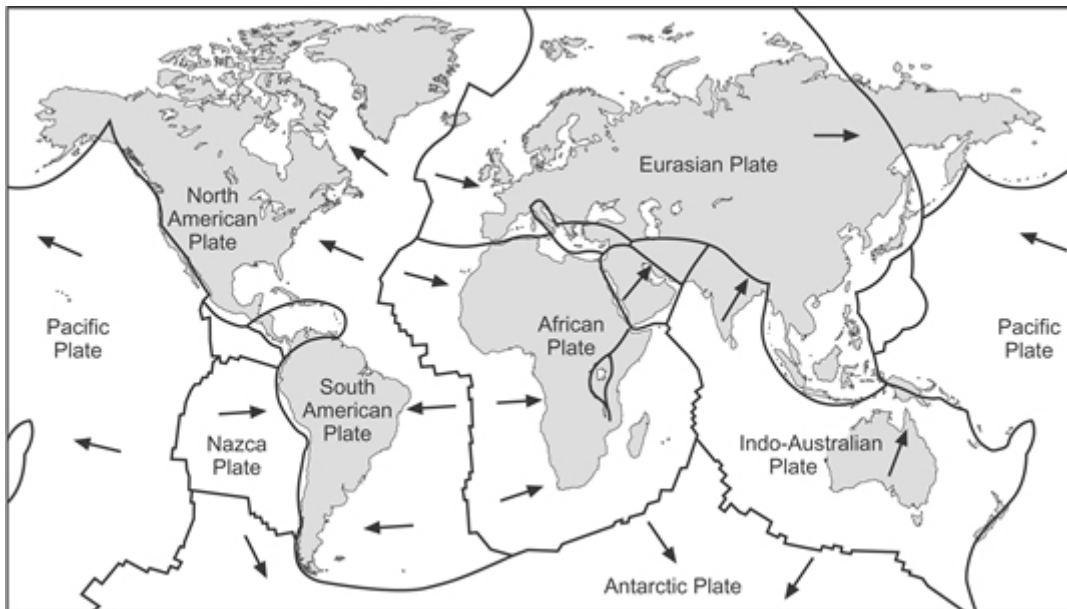 Eurasian Plate
North
American
Plate
Pacific
Plate
African
Plate
Pacific
Plate
South
American
Plate
Nazca
Plate
Indo-Australian
Plate
Antarctic Plate